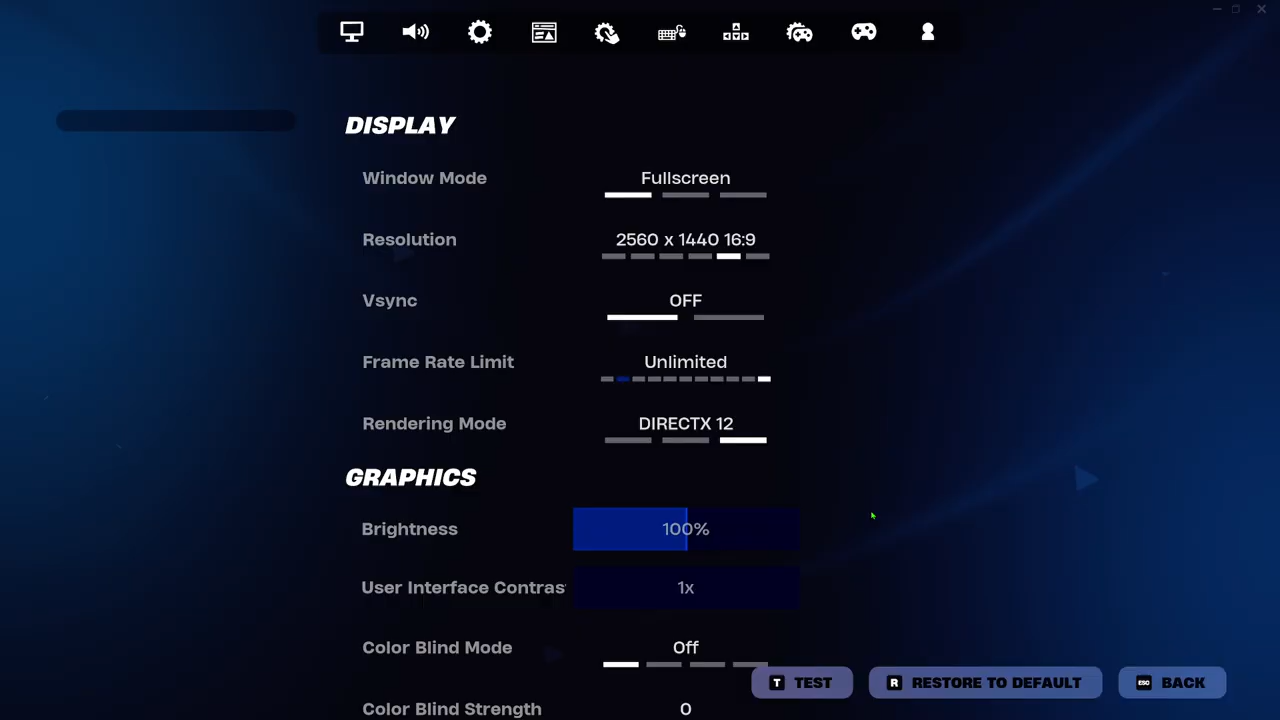 DISPLAY
Window Mode Fullscreen
Resolution 2560 x 1440 16:9
Vsync OFF
Frame Rate Limit Unlimited
Rendering Mode DIRECTX 12
GRAPHICS
Brightness 100%
User Interface Contras 1x
Color Blind Mode Off
T TEST R RESTORE TO DEFAULT ESC BACK
Color Blind Strength 0